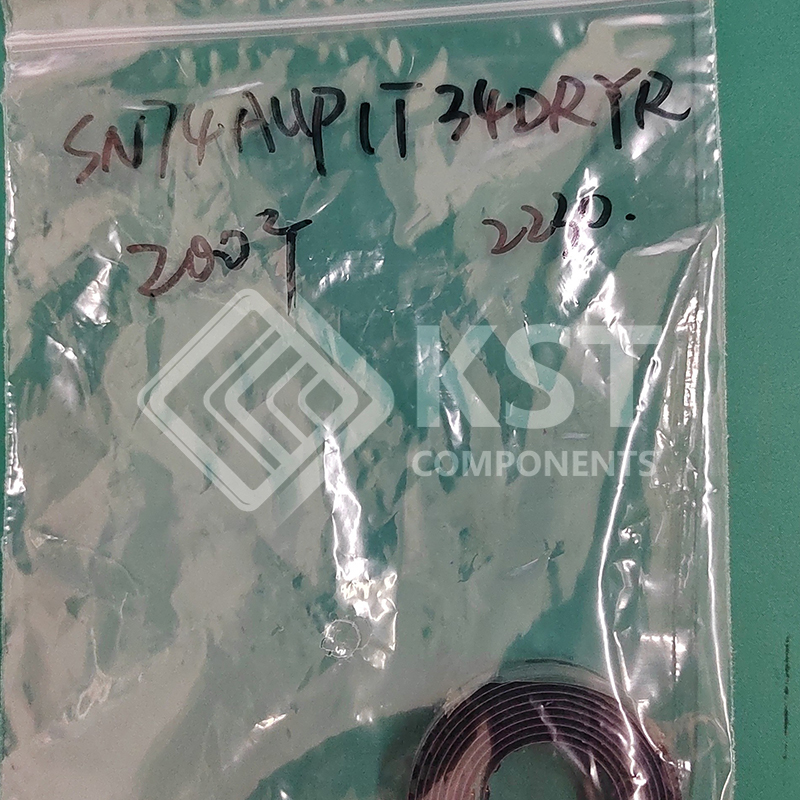 SN74AUP1T34DRYR
2220.
KST
COMPONENTS